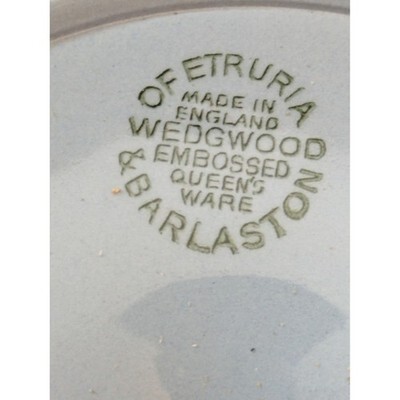 OF ETRURIA
MADE IN
ENGLAND
WEDGWOOD
EMBOSSED
QUEEN'S
WARE
& BARLASTON